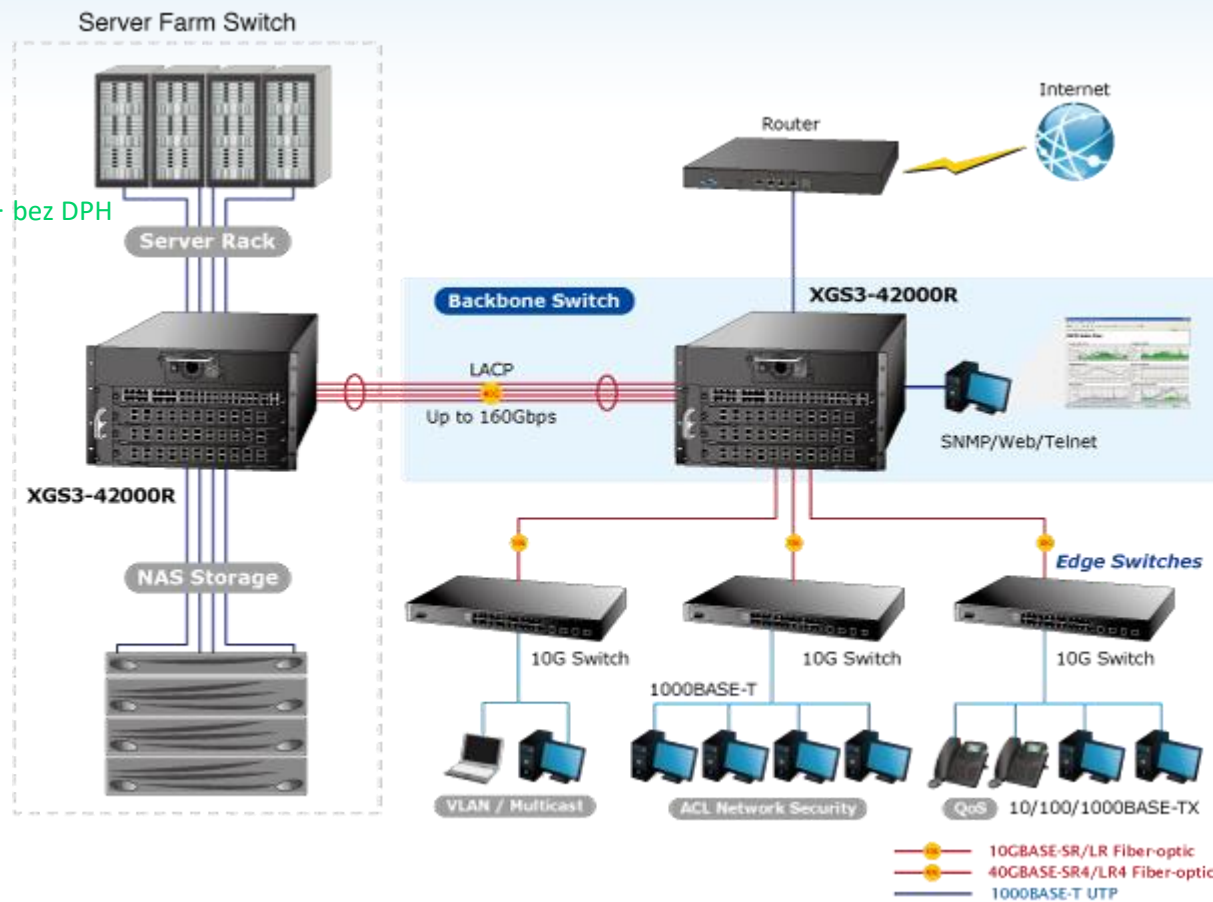 Server Farm Switch
Internet
Router
bez DPH
Server Rack
Backbone Switch
XGS3-42000R
LACP
Up to 160Gbps
SNMP/Web/Telnet
XGS3-42000R
NAS Storage
Edge Switches
10G Switch
10G Switch
10G Switch
1000BASE-T
VLAN / Multicast
ACL Network Security
QoS
10/100/1000BASE-TX
10GBASE-SR/LR Fiber-optic
40GBASE-SR4/LR4 Fiber-optic
1000BASE-T UTP